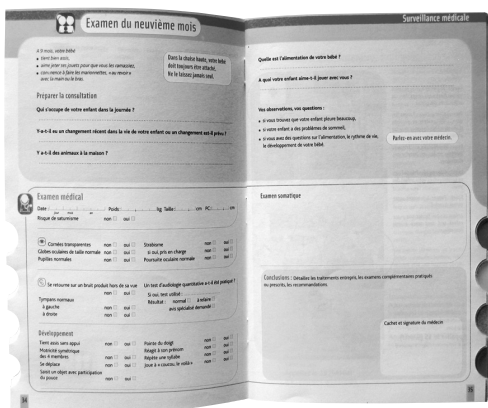 Examen du neuvième mois
A 9 mois, votre bébé
• tient bien assis,
• aime jeter ses jouets pour que vous les ramassiez,
• commence à faire les marionnettes, « au revoir »
avec la main ou le bras.
Dans la chaise haute, votre bébé
doit toujours être attaché.
Ne le laissez jamais seul.
Préparer la consultation
Qui s'occupe de votre enfant dans la journée ?
Y-a-t-il eu un changement récent dans la vie de votre enfant ou un changement est-il prévu ?
Y a-t-il des animaux à la maison ?
Examen médical
Date : Poids : kg Taille : cm PC : cm
jour mois an
Risque de saturnisme non oui
Cornées transparentes non oui
Globes oculaires de taille normale non oui
Pupilles normales non oui
Strabisme non oui
si oui, pris en charge non oui
Poursuite oculaire normale non oui
Se retourne sur un bruit produit hors de sa vue
non oui
Tympans normaux
à gauche non oui
à droite non oui
Un test d'audiologie quantitative a-t-il été pratiqué ?
non oui
Si oui, test utilisé :
Résultat : normal à refaire
avis spécialisé demandé
Développement
Tient assis sans appui non oui
Motricité symétrique
des 4 membres non oui
Se déplace non oui
Saisit un objet avec participation
du pouce non oui
Pointe du doigt non oui
Réagit à son prénom non oui
Répète une syllabe non oui
Joue à « coucou, le voilà » non oui
34
Surveillance médicale
Quelle est l'alimentation de votre bébé ?
A quoi votre enfant aime-t-il jouer avec vous ?
Vos observations, vos questions :
• si vous trouvez que votre enfant pleure beaucoup,
• si votre enfant a des problèmes de sommeil,
• si vous avez des questions sur l'alimentation, le rythme de vie,
le développement de votre bébé.
Parlez-en avec votre médecin.
Examen somatique
Conclusions : Détaillez les traitements entrepris, les examens complémentaires pratiqués
ou prescrits, les recommandations.
Cachet et signature du médecin
35